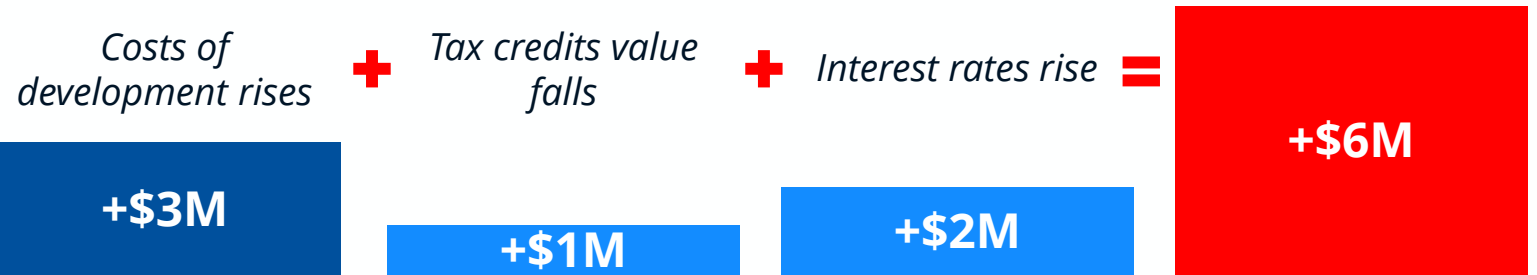 Costs of
development rises
+
Tax credits value
falls
+
Interest rates rise
=
+$6M
+$3M
+$1M
+$2M